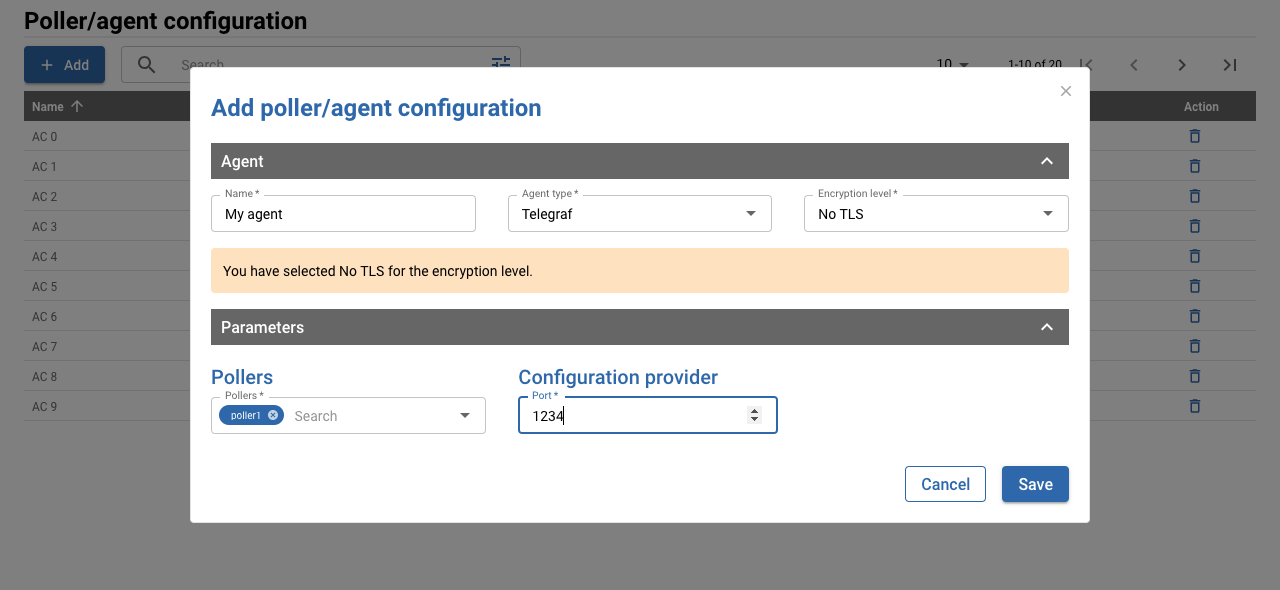 Poller/agent configuration
Add
Search
10
1-10 of 20
Name
Action
AC 0
AC 1
AC 2
AC 3
AC 4
AC 5
AC 6
AC 7
AC 8
AC 9
Add poller/agent configuration
Agent
Name *
My agent
Agent type *
Telegraf
Encryption level *
No TLS
You have selected No TLS for the encryption level.
Parameters
Pollers
Pollers *
poller1
Search
Configuration provider
Port *
1234
Cancel
Save